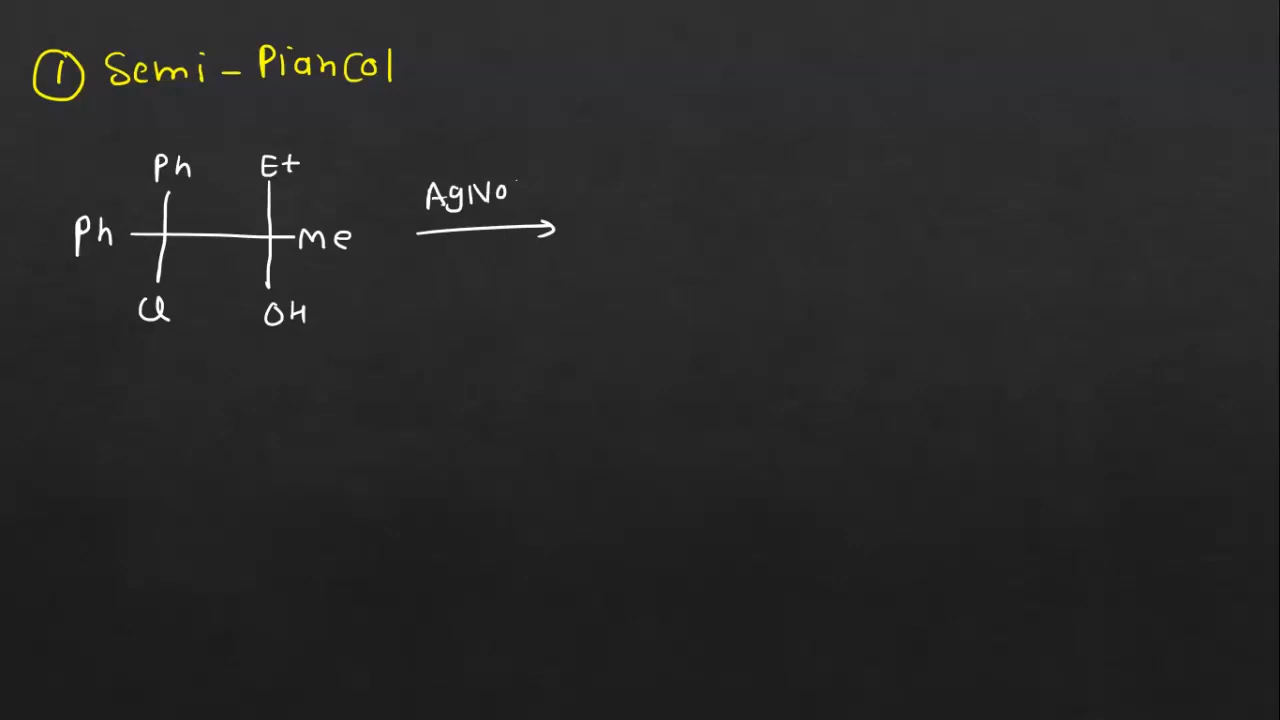 ① Semi - Piancol
Ph Et
Ph Me
Cl OH
AgNO